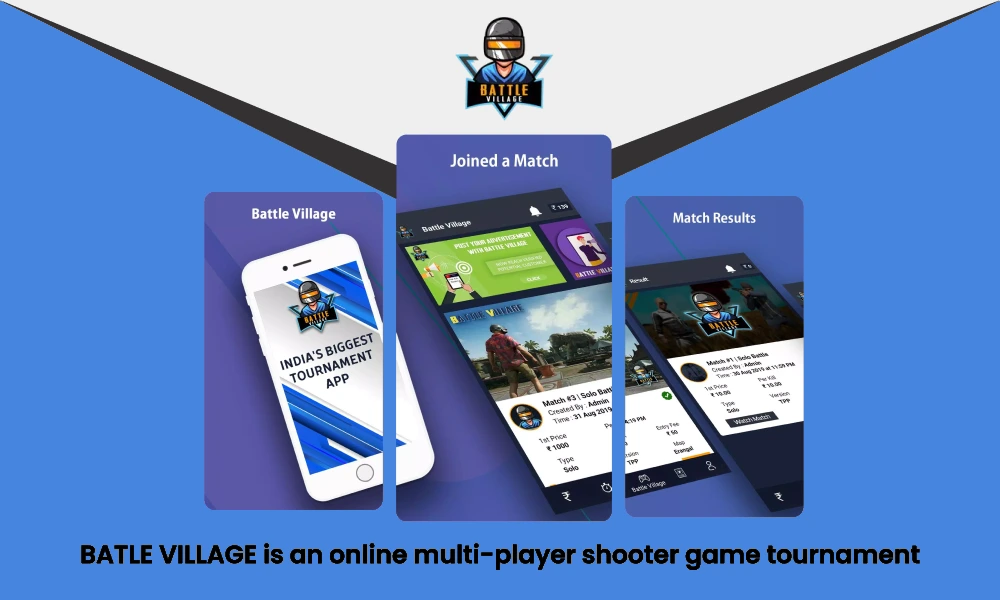 BATTLE
VILLAGE
Battle Village
BATTLE
INDIA'S BIGGEST
TOURNAMENT
APP
Joined a Match
Battle Village
₹ 139
POST YOUR ADVERTISEMENT
WITH BATTLE VILLAGE
CLICK
BATTLE VILLAGE
Match #3 | Solo Batt
Created By : Admin
Time : 31 Aug 2019
1st Price
₹ 1000
Type
Solo
₹
Match Results
Result
₹ 0
BATTLE
Match #1 | Solo Battle
Created By : Admin
Time : 30 Aug 2019 at 11:59 PM
1st Price
Per Kill
₹ 10.00
₹ 10.00
Type
Version
Solo
TPP
Watch Match
:19 PM
Entry Fee
₹ 50
Map
TPP
Erangel
Battle Village
₹
BATLE VILLAGE is an online multi-player shooter game tournament